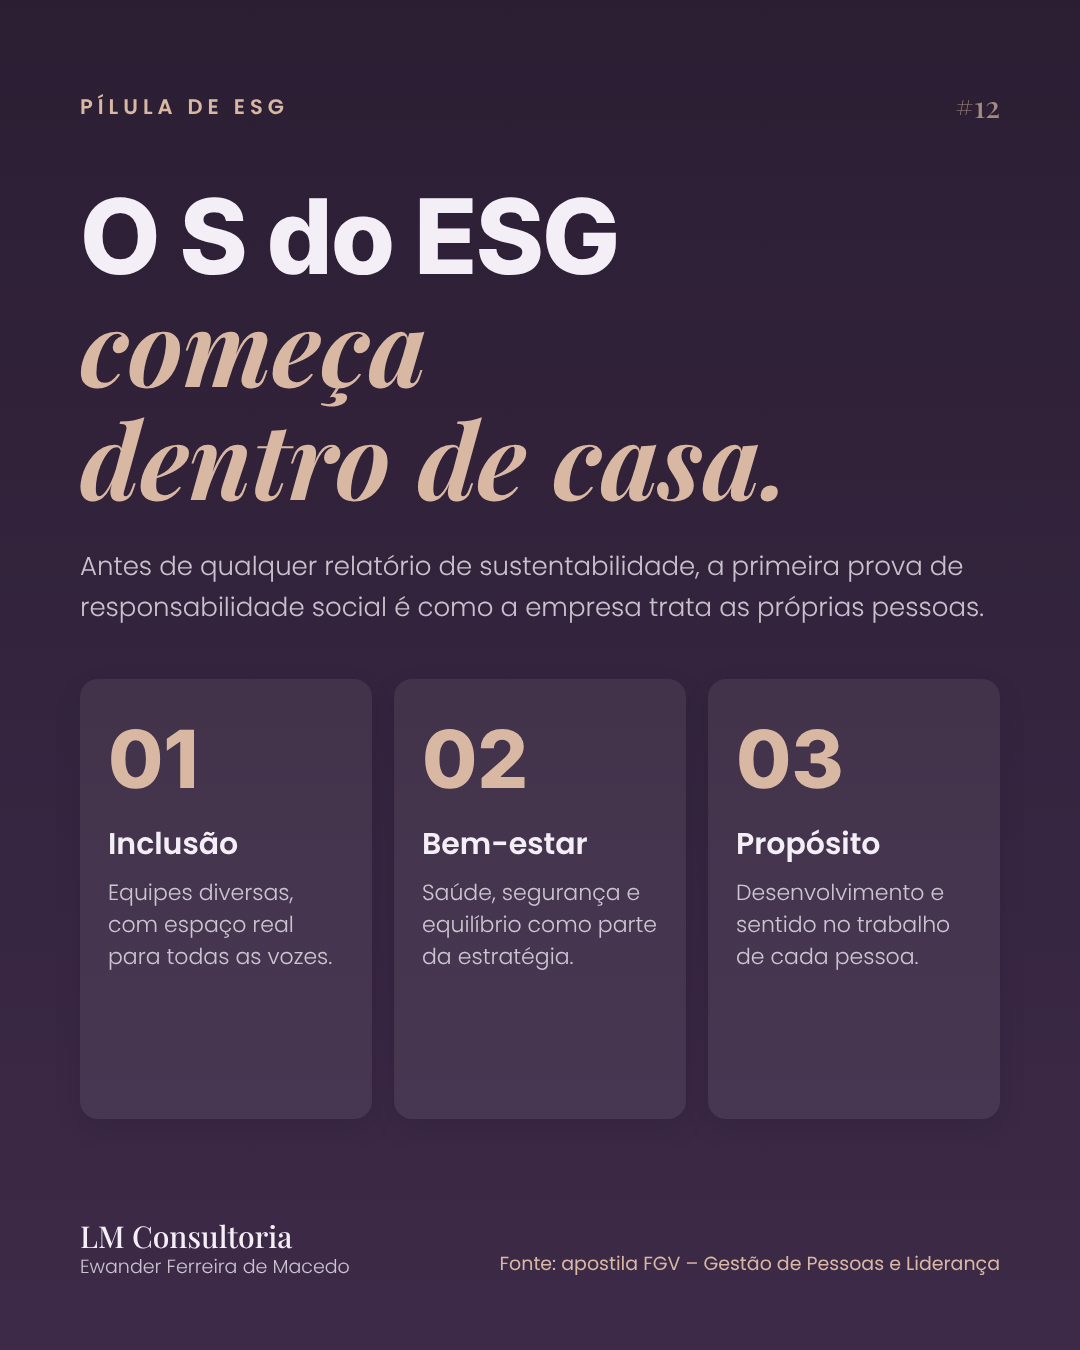 PÍLULA DE ESG
#12
O S do ESG
começa
dentro de casa.
Antes de qualquer relatório de sustentabilidade, a primeira prova de
responsabilidade social é como a empresa trata as próprias pessoas.
01
Inclusão
Equipes diversas,
com espaço real
para todas as vozes.
02
Bem-estar
Saúde, segurança e
equilíbrio como parte
da estratégia.
03
Propósito
Desenvolvimento e
sentido no trabalho
de cada pessoa.
LM Consultoria
Ewander Ferreira de Macedo
Fonte: apostila FGV – Gestão de Pessoas e Liderança